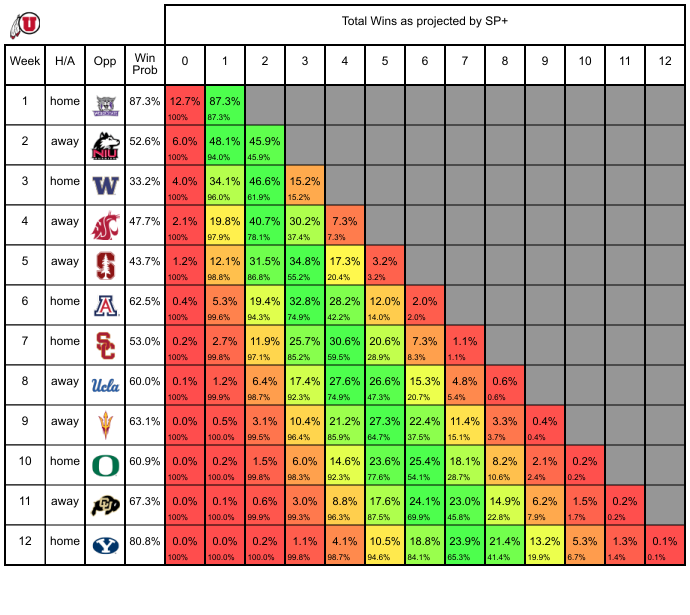 U
Total Wins as projected by SP+
Week H/A Opp Win Prob 0 1 2 3 4 5 6 7 8 9 10 11 12
1 home 87.3% 12.7% 87.3%
100% 87.3%
2 away NIU 52.6% 6.0% 48.1% 45.9%
100% 94.0% 45.9%
3 home W 33.2% 4.0% 34.1% 46.6% 15.2%
100% 96.0% 61.9% 15.2%
4 away 47.7% 2.1% 19.8% 40.7% 30.2% 7.3%
100% 97.9% 78.1% 37.4% 7.3%
5 away S 43.7% 1.2% 12.1% 31.5% 34.8% 17.3% 3.2%
100% 98.8% 86.8% 55.2% 20.4% 3.2%
6 home A 62.5% 0.4% 5.3% 19.4% 32.8% 28.2% 12.0% 2.0%
100% 99.6% 94.3% 74.9% 42.2% 14.0% 2.0%
7 home SC 53.0% 0.2% 2.7% 11.9% 25.7% 30.6% 20.6% 7.3% 1.1%
100% 99.8% 97.1% 85.2% 59.5% 28.9% 8.3% 1.1%
8 away Ucla 60.0% 0.1% 1.2% 6.4% 17.4% 27.6% 26.6% 15.3% 4.8% 0.6%
100% 99.9% 98.7% 92.3% 74.9% 47.3% 20.7% 5.4% 0.6%
9 away 63.1% 0.0% 0.5% 3.1% 10.4% 21.2% 27.3% 22.4% 11.4% 3.3% 0.4%
100% 100.0% 99.5% 96.4% 85.9% 64.7% 37.5% 15.1% 3.7% 0.4%
10 home O 60.9% 0.0% 0.2% 1.5% 6.0% 14.6% 23.6% 25.4% 18.1% 8.2% 2.1% 0.2%
100% 100.0% 99.8% 98.3% 92.3% 77.6% 54.1% 28.7% 10.6% 2.4% 0.2%
11 away CU 67.3% 0.0% 0.1% 0.6% 3.0% 8.8% 17.6% 24.1% 23.0% 14.9% 6.2% 1.5% 0.2%
100% 100.0% 99.9% 99.3% 96.3% 87.5% 69.9% 45.8% 22.8% 7.9% 1.7% 0.2%
12 home Y 80.8% 0.0% 0.0% 0.2% 1.1% 4.1% 10.5% 18.8% 23.9% 21.4% 13.2% 5.3% 1.3% 0.1%
100% 100.0% 100.0% 99.8% 98.7% 94.6% 84.1% 65.3% 41.4% 19.9% 6.7% 1.4% 0.1%